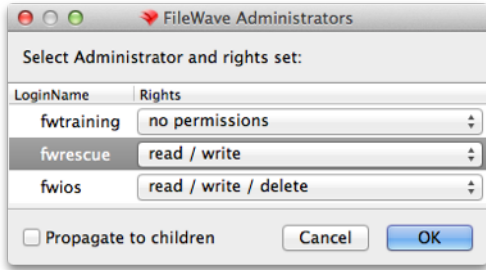 FileWave Administrators
Select Administrator and rights set:
LoginName Rights
fwtraining no permissions
fwrescue read / write
fwios read / write / delete
Propagate to children Cancel OK